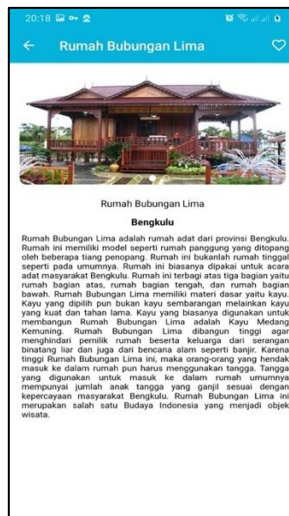 20:18
Rumah Bubungan Lima
Rumah Bubungan Lima
Bengkulu
Rumah Bubungan Lima adalah rumah adat dari provinsi Bengkulu.
Rumah ini memiliki model seperti rumah panggung yang ditopang
oleh beberapa tiang penopang. Rumah ini bukanlah rumah tinggal
seperti pada umumnya. Rumah ini biasanya dipakai untuk acara
adat masyarakat Bengkulu. Rumah ini terbagi atas tiga bagian yaitu
rumah bagian atas, rumah bagian tengah, dan rumah bagian
bawah. Rumah Bubungan Lima memiliki materi dasar yaitu kayu.
Kayu yang dipilih pun bukan kayu sembarangan melainkan kayu
yang kuat dan tahan lama. Kayu yang biasanya digunakan untuk
membangun Rumah Bubungan Lima adalah Kayu Medang
Kemuning. Rumah Bubungan Lima dibangun tinggi agar
menghindari pemilik rumah beserta keluarga dari serangan
binatang liar dan juga dari bencana alam seperti banjir. Karena
tinggi Rumah Bubungan Lima ini, maka orang-orang yang hendak
masuk ke dalam rumah pun harus menggunakan tangga. Tangga
yang digunakan untuk masuk ke dalam rumah umumnya
mempunyai jumlah anak tangga yang ganjil sesuai dengan
kepercayaan masyarakat Bengkulu. Rumah Bubungan Lima ini
merupakan salah satu Budaya Indonesia yang menjadi objek
wisata.